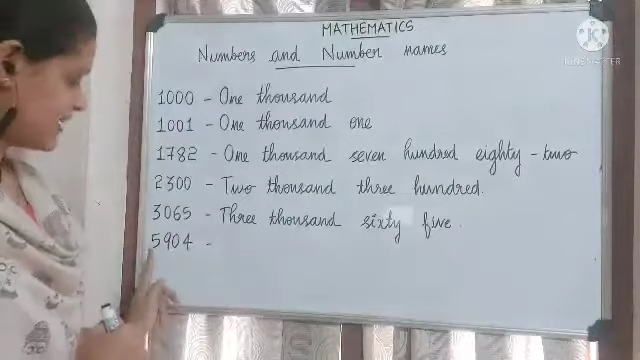 MATHEMATICS
Numbers and Number names
1000 - One thousand
1001 - One thousand one
1782 - One thousand seven hundred eighty-two
2300 - Two thousand three hundred.
3065 - Three thousand sixty five.
5904 -
KINEMASTER